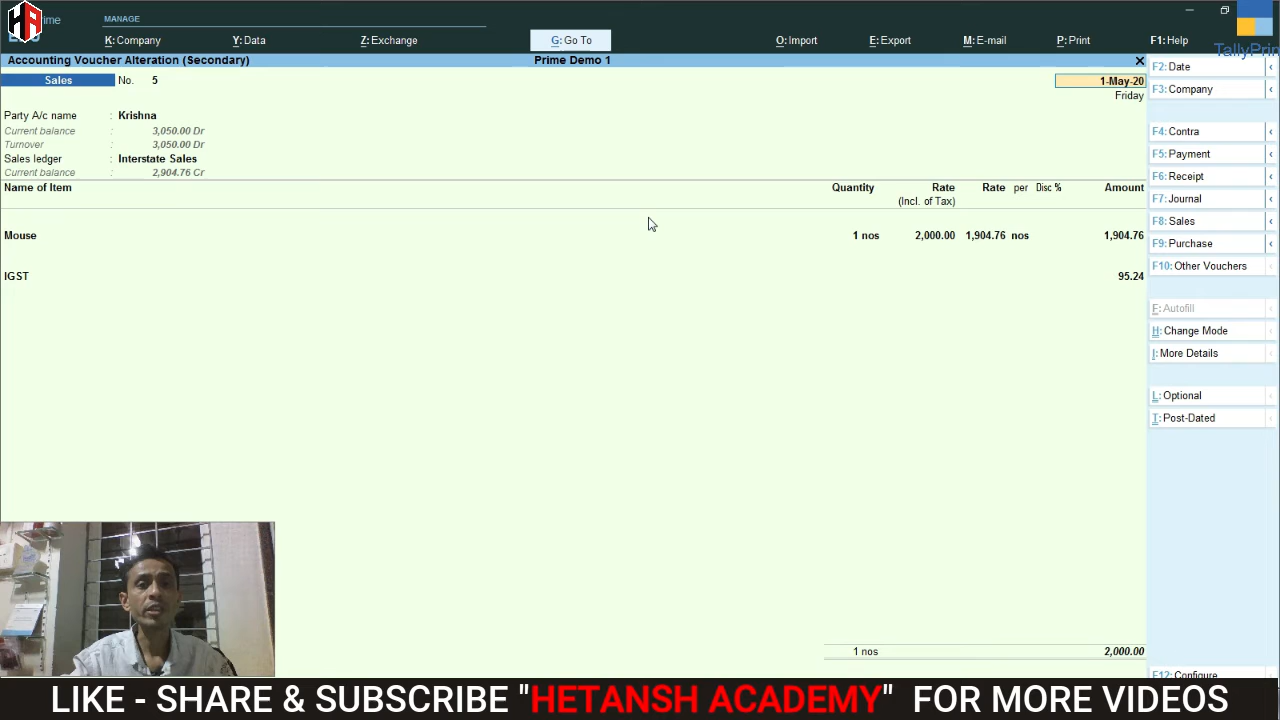 HA
ime
MANAGE
K: Company
Y: Data
Z: Exchange
G: Go To
O: Import
E: Export
M: E-mail
P: Print
F1: Help
TallyPrin
Accounting Voucher Alteration (Secondary)
Prime Demo 1
Sales No. 5
1-May-20
Friday
Party A/c name : Krishna
Current balance : 3,050.00 Dr
Turnover : 3,050.00 Dr
Sales ledger : Interstate Sales
Current balance : 2,904.76 Cr
Name of Item Quantity Rate Rate per Disc % Amount
(Incl. of Tax)
Mouse 1 nos 2,000.00 1,904.76 nos 1,904.76
IGST 95.24
1 nos 2,000.00
F2: Date
F3: Company
F4: Contra
F5: Payment
F6: Receipt
F7: Journal
F8: Sales
F9: Purchase
F10: Other Vouchers
F: Autofill
H: Change Mode
I: More Details
L: Optional
T: Post-Dated
F12: Configure
LIKE - SHARE & SUBSCRIBE "HETANSH ACADEMY" FOR MORE VIDEOS